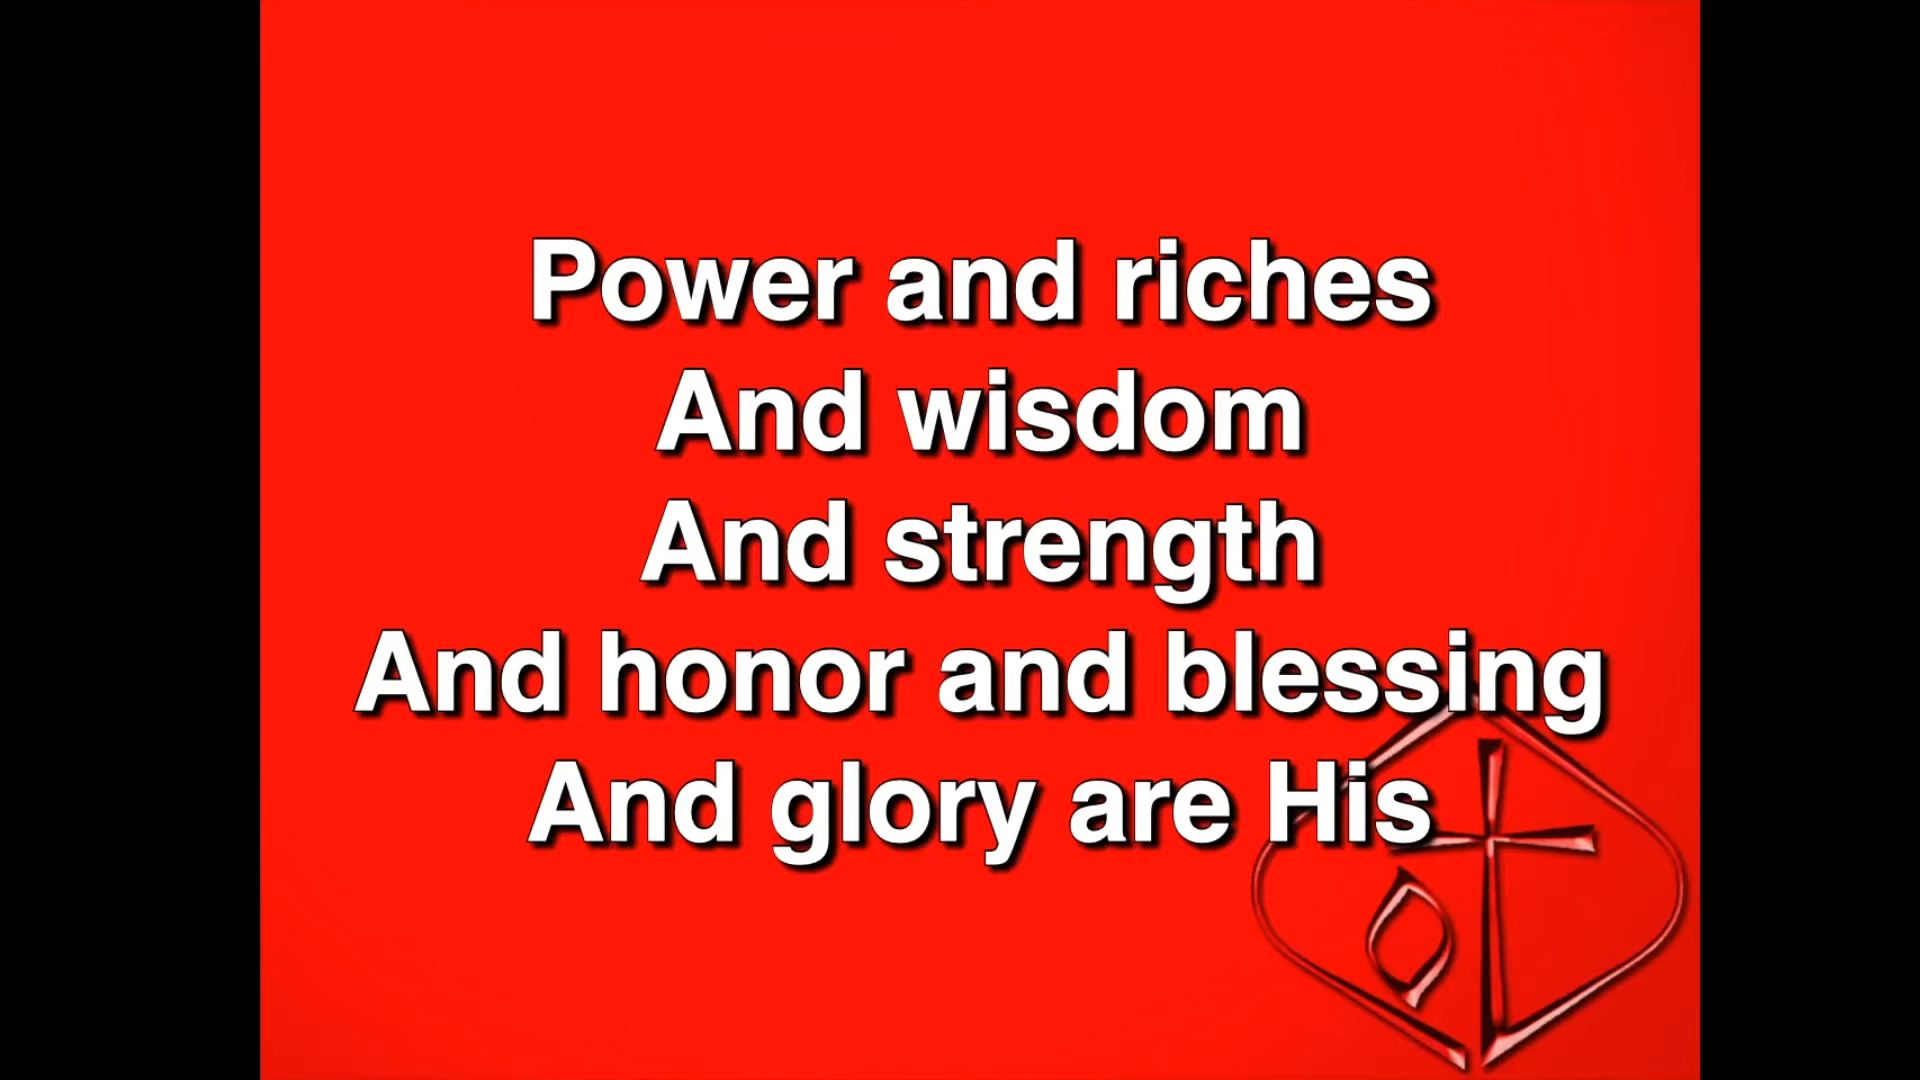 Power and riches
And wisdom
And strength
And honor and blessing
And glory are His